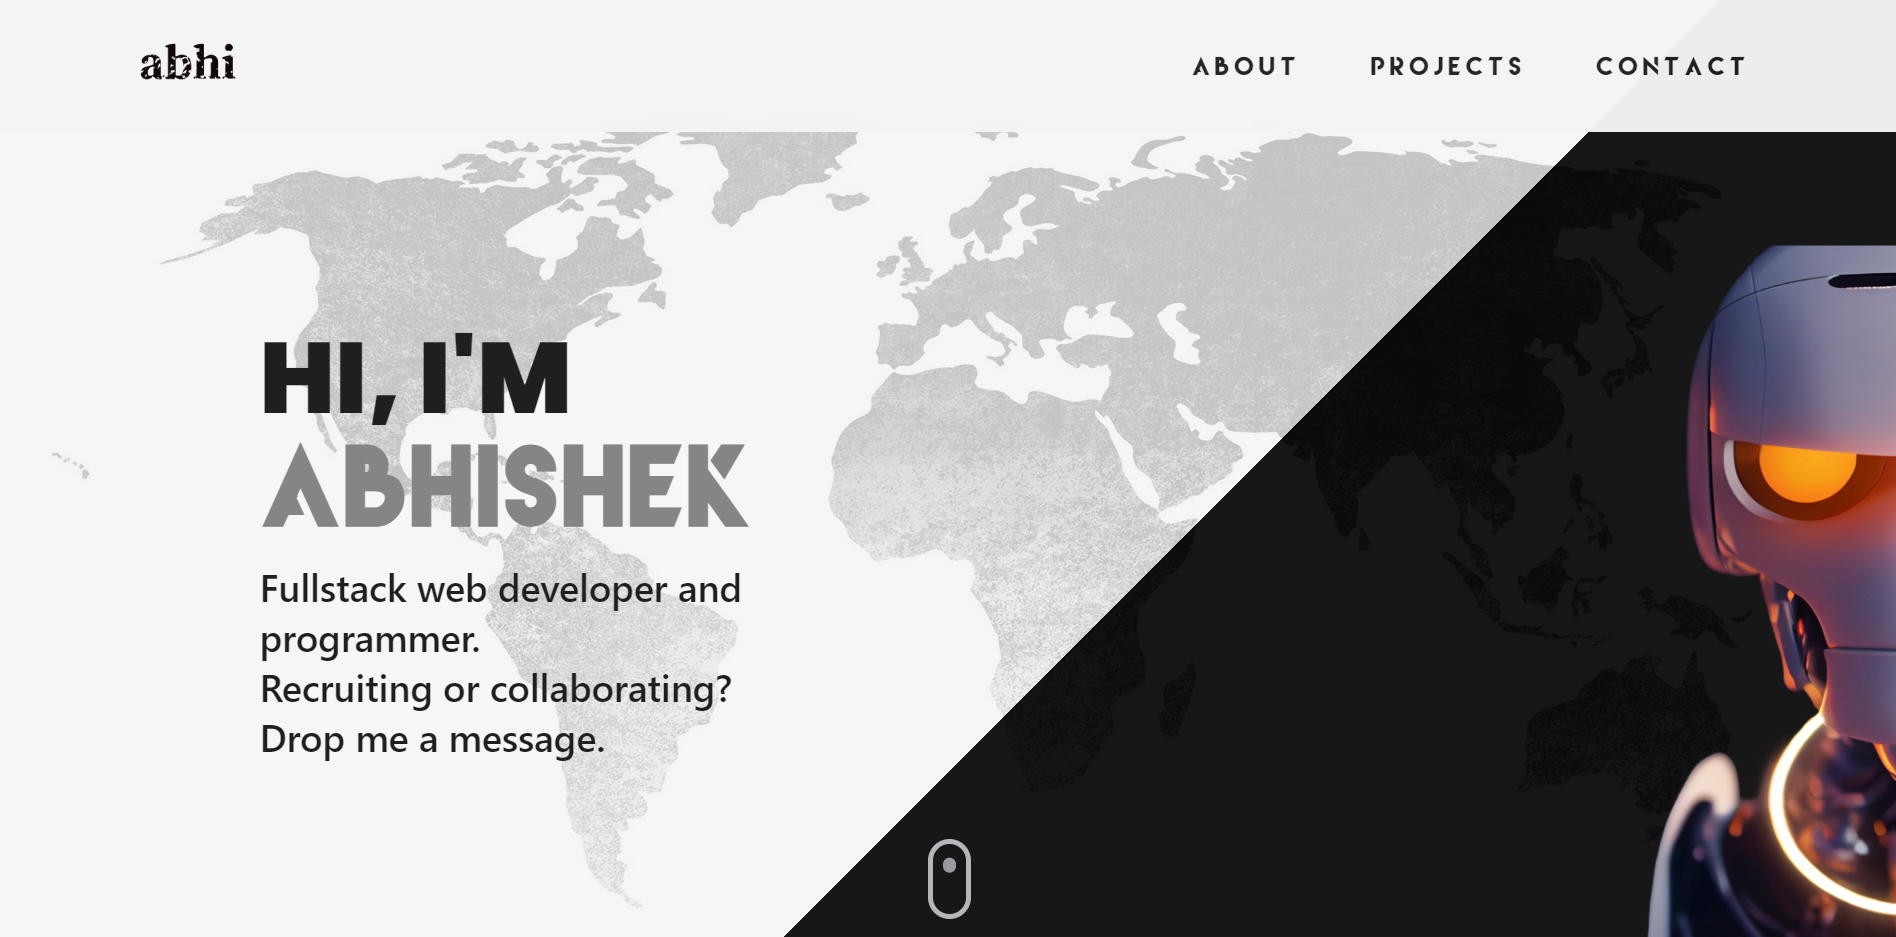 abhi
ABOUT PROJECTS CONTACT
HI, I'M
ABHISHEK
Fullstack web developer and
programmer.
Recruiting or collaborating?
Drop me a message.